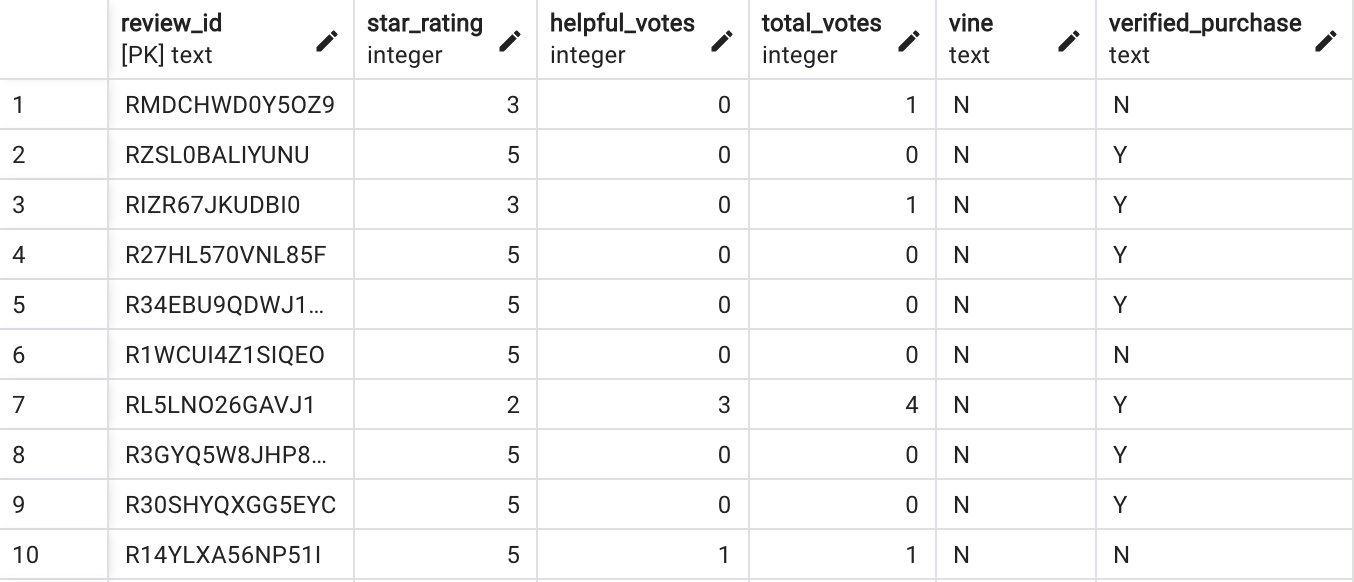 review_id star_rating helpful_votes total_votes vine verified_purchase
[PK] text integer integer integer text text
1 RMDCHWD0Y5OZ9 3 0 1 N N
2 RZSL0BALIYUNU 5 0 0 N Y
3 RIZR67JKUDBI0 3 0 1 N Y
4 R27HL570VNL85F 5 0 0 N Y
5 R34EBU9QDWJ1... 5 0 0 N Y
6 R1WCUI4Z1SIQEO 5 0 0 N N
7 RL5LNO26GAVJ1 2 3 4 N Y
8 R3GYQ5W8JHP8... 5 0 0 N Y
9 R30SHYQXGG5EYC 5 0 0 N Y
10 R14YLXA56NP51I 5 1 1 N N